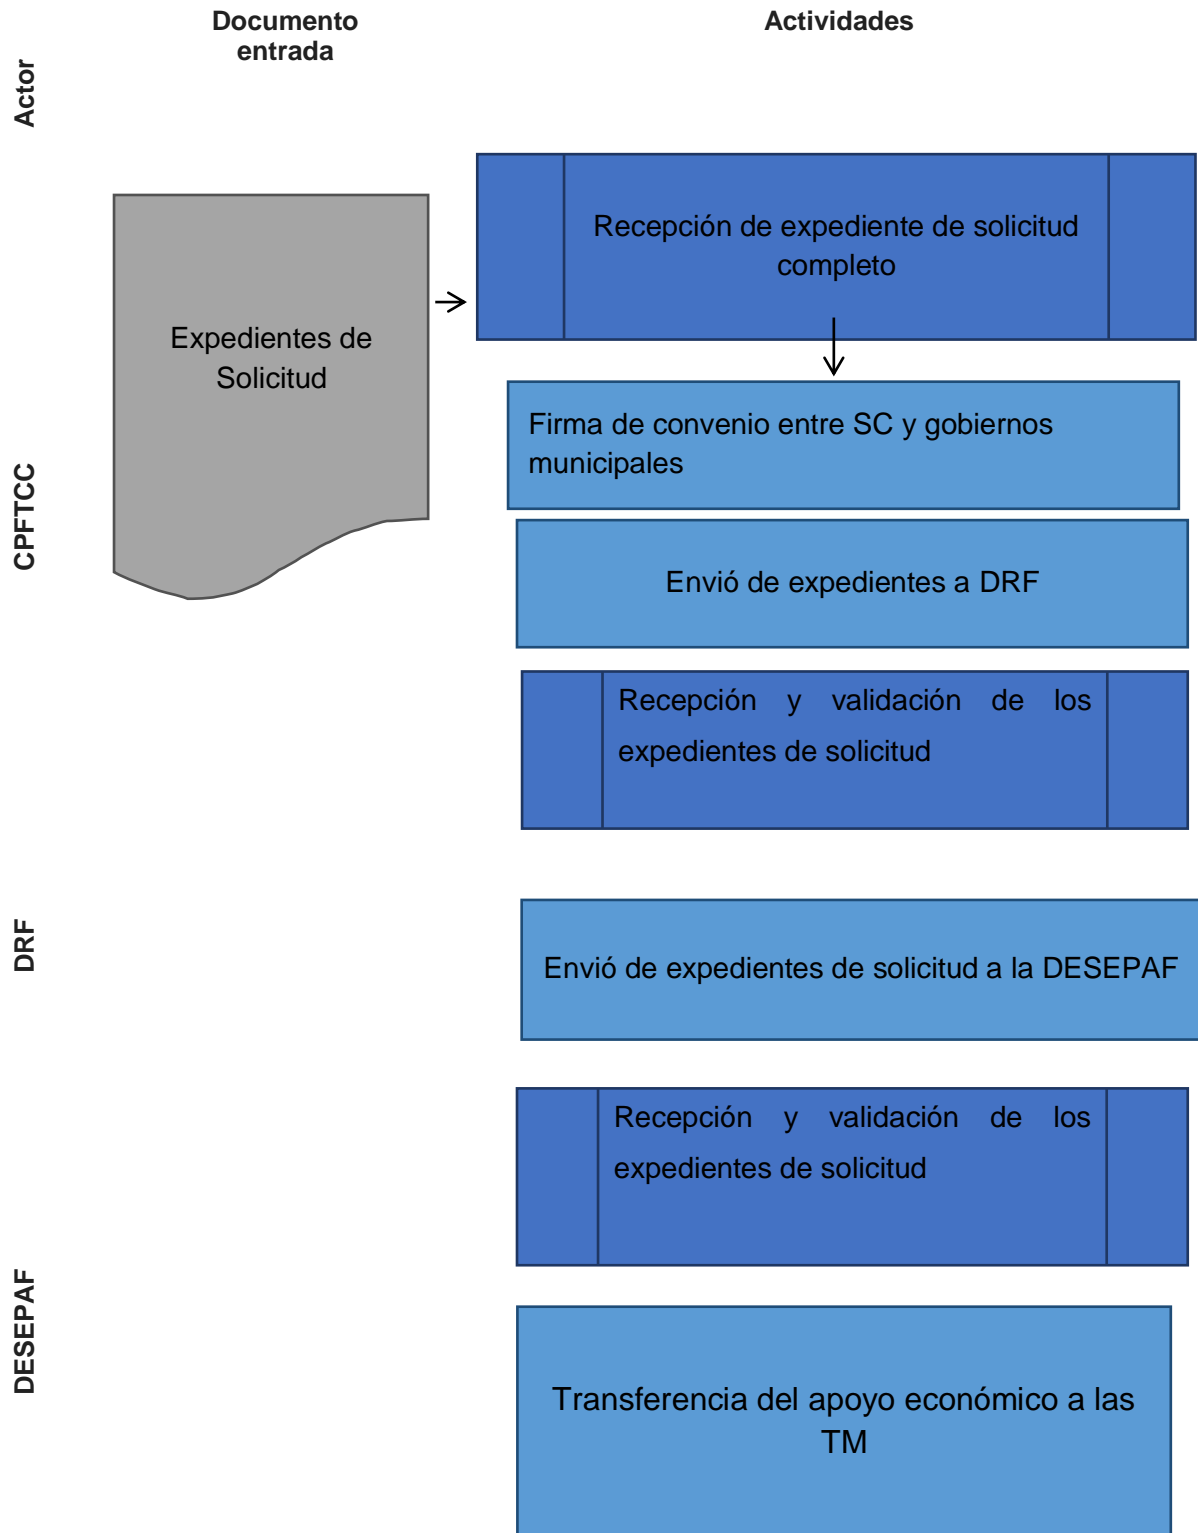 Documento
entrada
Actividades
Actor
Recepción de expediente de solicitud
completo
Expedientes de
Solicitud
CPFTCC
Firma de convenio entre SC y gobiernos
municipales
Envió de expedientes a DRF
Recepción y validación de los
expedientes de solicitud
DRF
Envió de expedientes de solicitud a la DESEPAF
DESEPAF
Recepción y validación de los
expedientes de solicitud
Transferencia del apoyo económico a las
TM